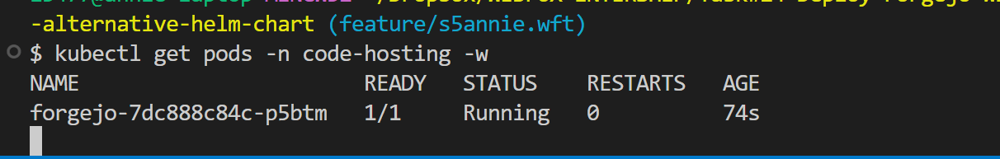 -alternative-helm-chart (feature/s5annie.wft)
$ kubectl get pods -n code-hosting -w
NAME READY STATUS RESTARTS AGE
forgejo-7dc888c84c-p5btm 1/1 Running 0 74s